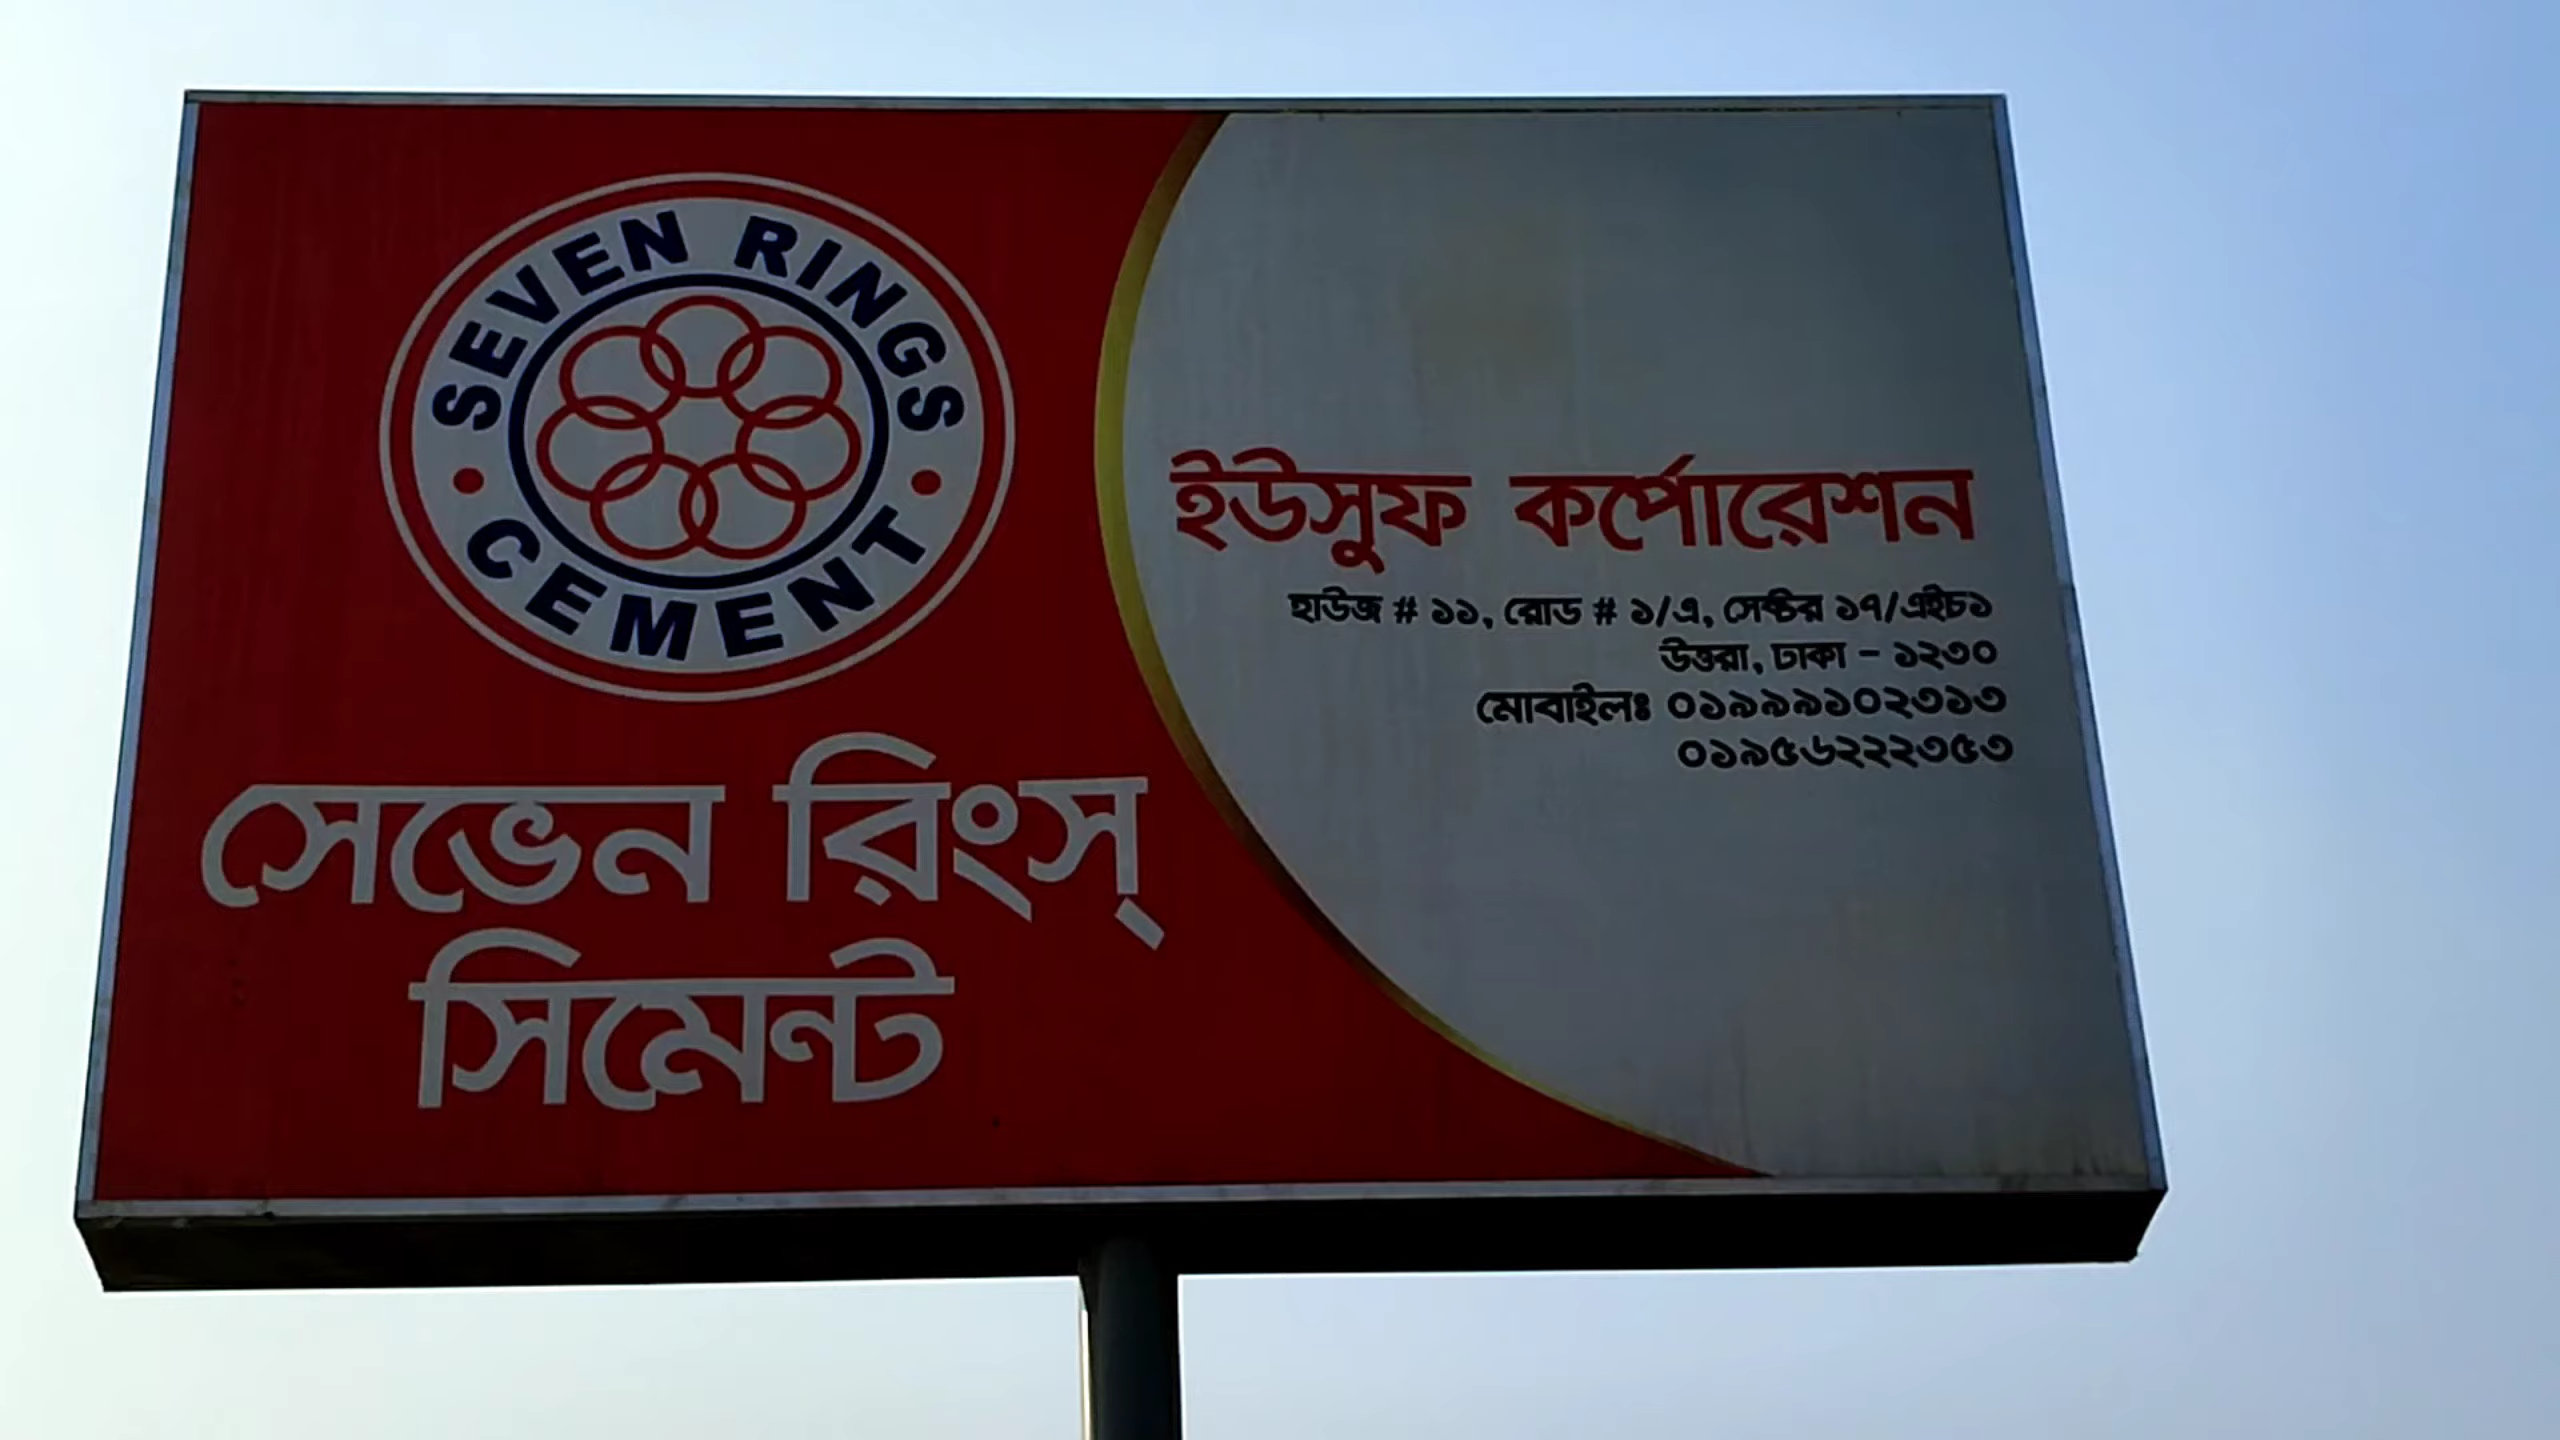 SEVEN RINGS
CEMENT
সেভেন রিংস্
সিমেন্ট
ইউসুফ কর্পোরেশন
হাউজ # ১১, রোড # ১/এ, সেক্টর ১৭/এইচ১
উত্তরা, ঢাকা - ১২৩০
মোবাইলঃ ০১৯৯৯১০২৩১৩
০১৯৫৬২২২৩৫৩